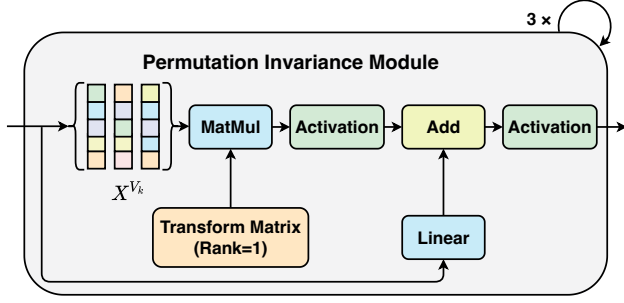 3 ×
Permutation Invariance Module
MatMul
Activation
Add
Activation
X^{V_k}
Transform Matrix
(Rank=1)
Linear